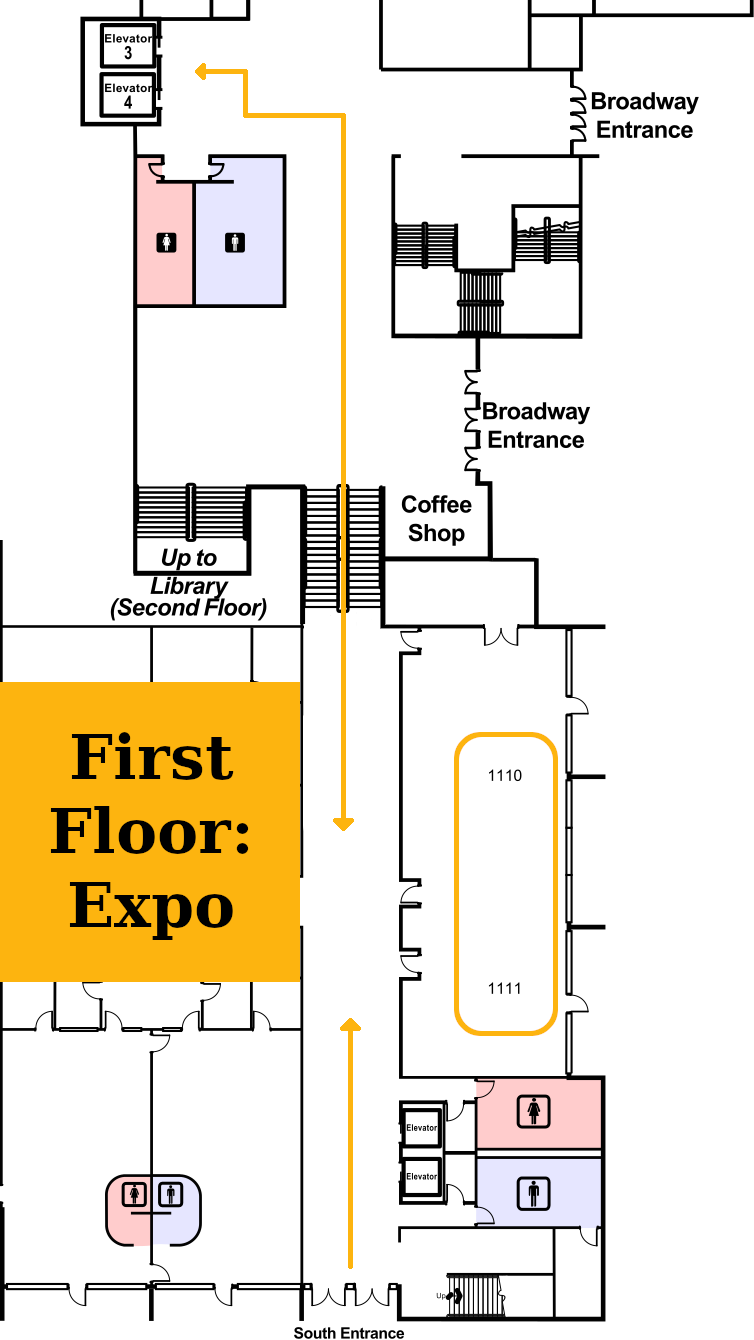 Elevator
3
Elevator
4
Broadway
Entrance
Broadway
Entrance
Coffee
Shop
Up to
Library
(Second Floor)
First
Floor:
Expo
1110
1111
Elevator
Elevator
Up
South Entrance